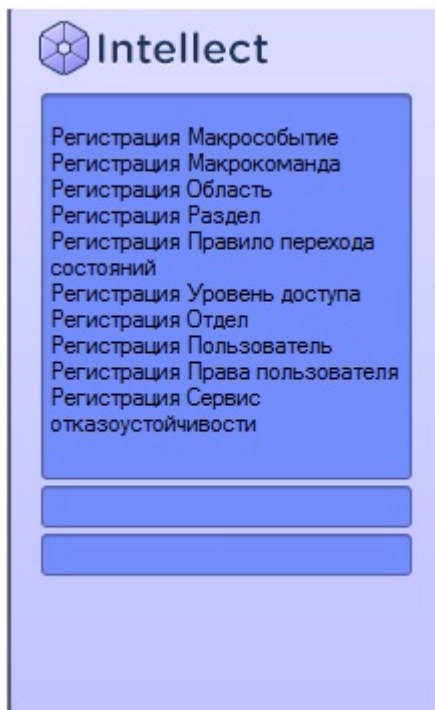 Intellect
Регистрация Макрособытие
Регистрация Макрокоманда
Регистрация Область
Регистрация Раздел
Регистрация Правило перехода
состояний
Регистрация Уровень доступа
Регистрация Отдел
Регистрация Пользователь
Регистрация Права пользователя
Регистрация Сервис
отказоустойчивости